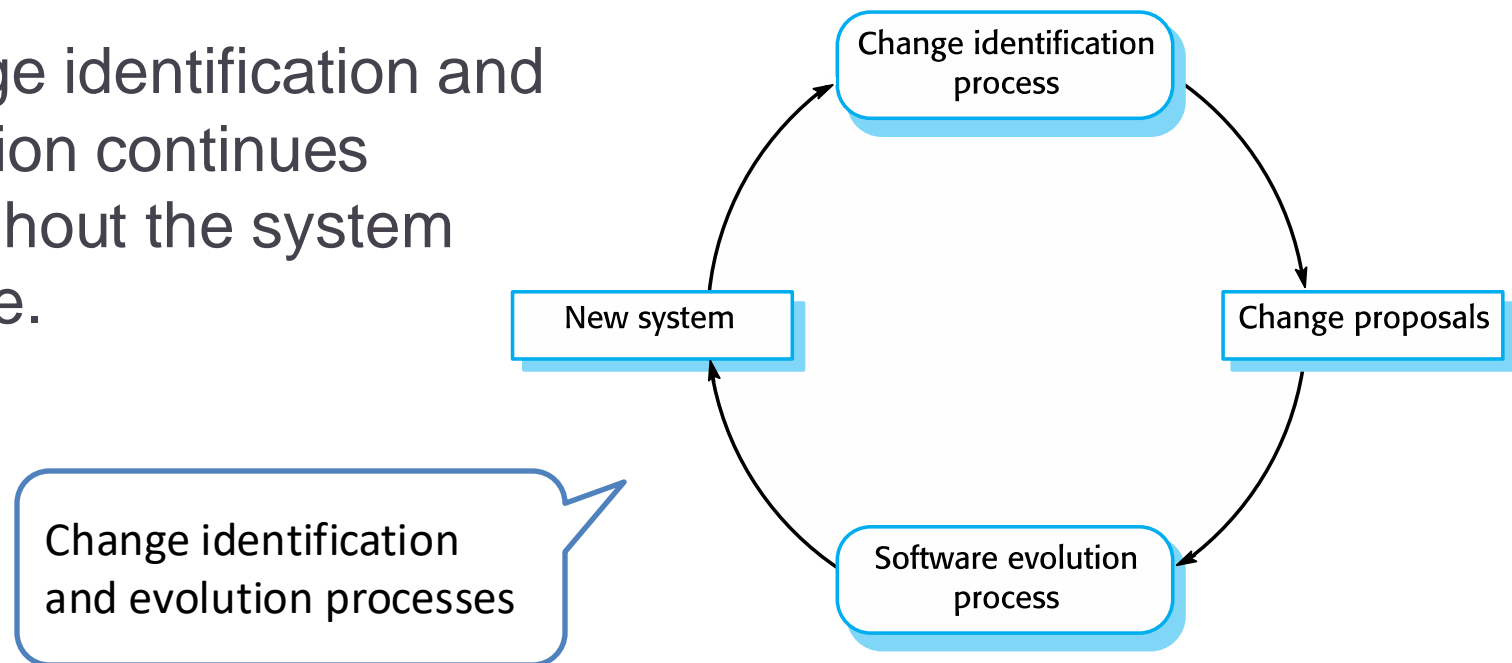 ge identification and
ion continues
hout the system
e.
Change identification
process
New system
Change proposals
Software evolution
process
Change identification
and evolution processes